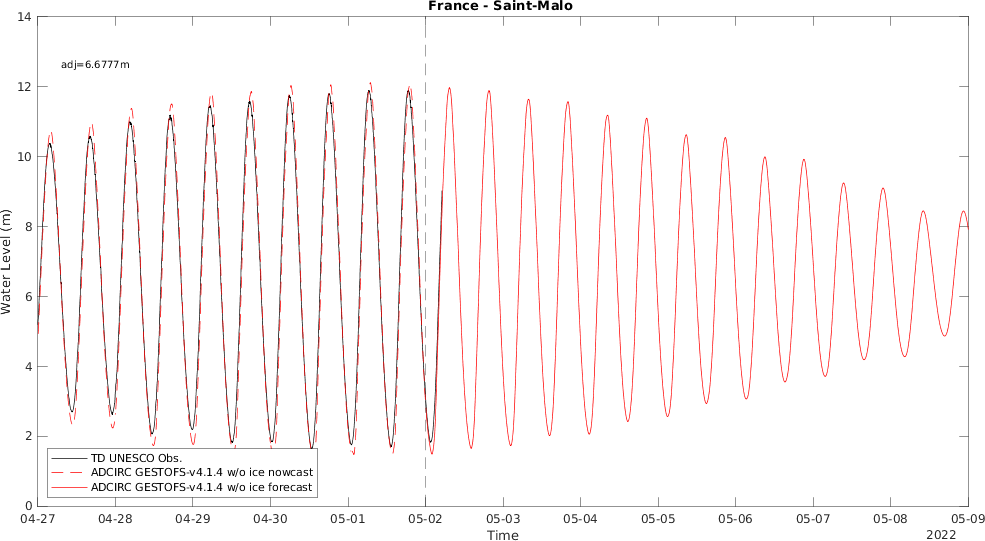 France - Saint-Malo
14
adj=6.6777m
12
10
8
6
4
2
0
Water Level (m)
TD UNESCO Obs.
ADCIRC GESTOFS-v4.1.4 w/o ice nowcast
ADCIRC GESTOFS-v4.1.4 w/o ice forecast
04-27 04-28 04-29 04-30 05-01 05-02 05-03 05-04 05-05 05-06 05-07 05-08 05-09
Time
2022